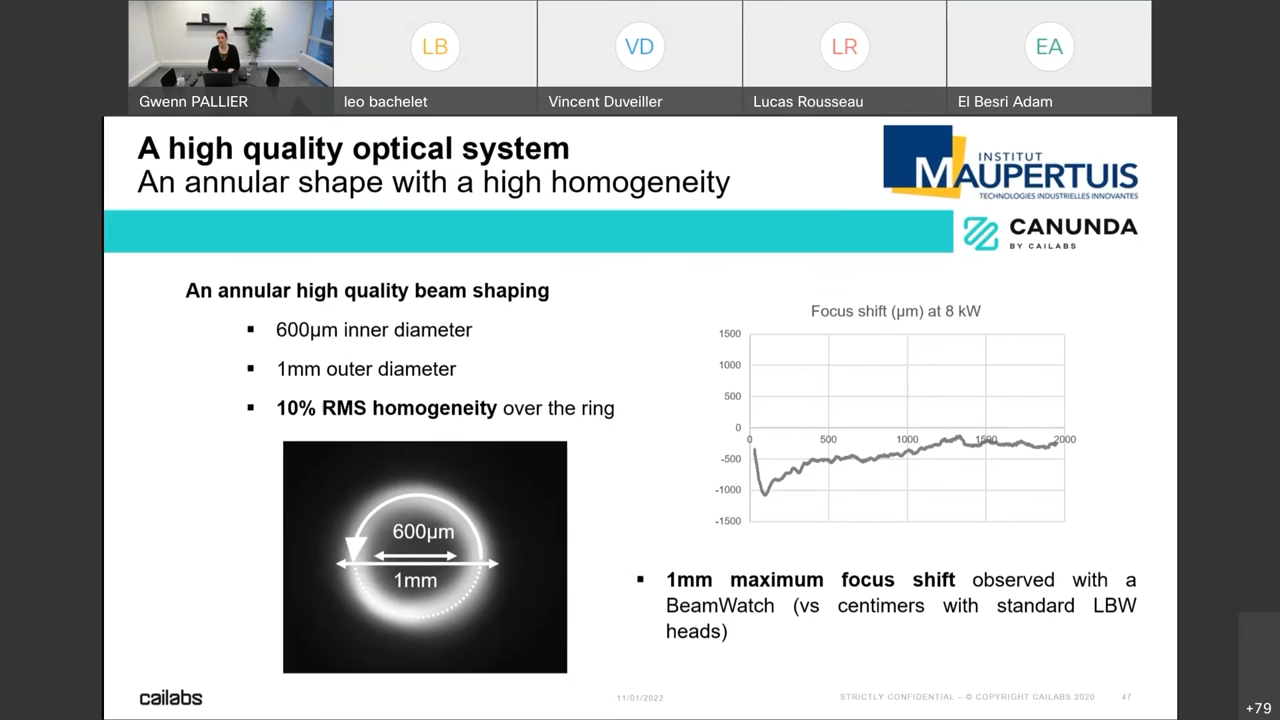 LB
VD
LR
EA
Gwenn PALLIER
leo bachelet
Vincent Duveiller
Lucas Rousseau
El Besri Adam
A high quality optical system
An annular shape with a high homogeneity
INSTITUT
MAUPERTUIS
TECHNOLOGIES INDUSTRIELLES INNOVANTES
CANUNDA
BY CAILABS
An annular high quality beam shaping
▪ 600µm inner diameter
▪ 1mm outer diameter
▪ 10% RMS homogeneity over the ring
600µm
1mm
Focus shift (µm) at 8 kW
1500
1000
500
0
0 500 1000 1500 2000
-500
-1000
-1500
▪ 1mm maximum focus shift observed with a
BeamWatch (vs centimers with standard LBW
heads)
cailabs
11/01/2022
STRICTLY CONFIDENTIAL – © COPYRIGHT CAILABS 2020 47
+79